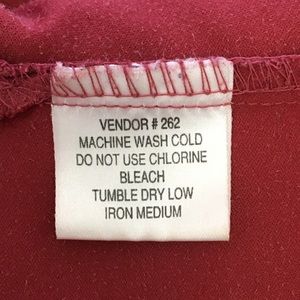 VENDOR # 262
MACHINE WASH COLD
DO NOT USE CHLORINE
BLEACH
TUMBLE DRY LOW
IRON MEDIUM